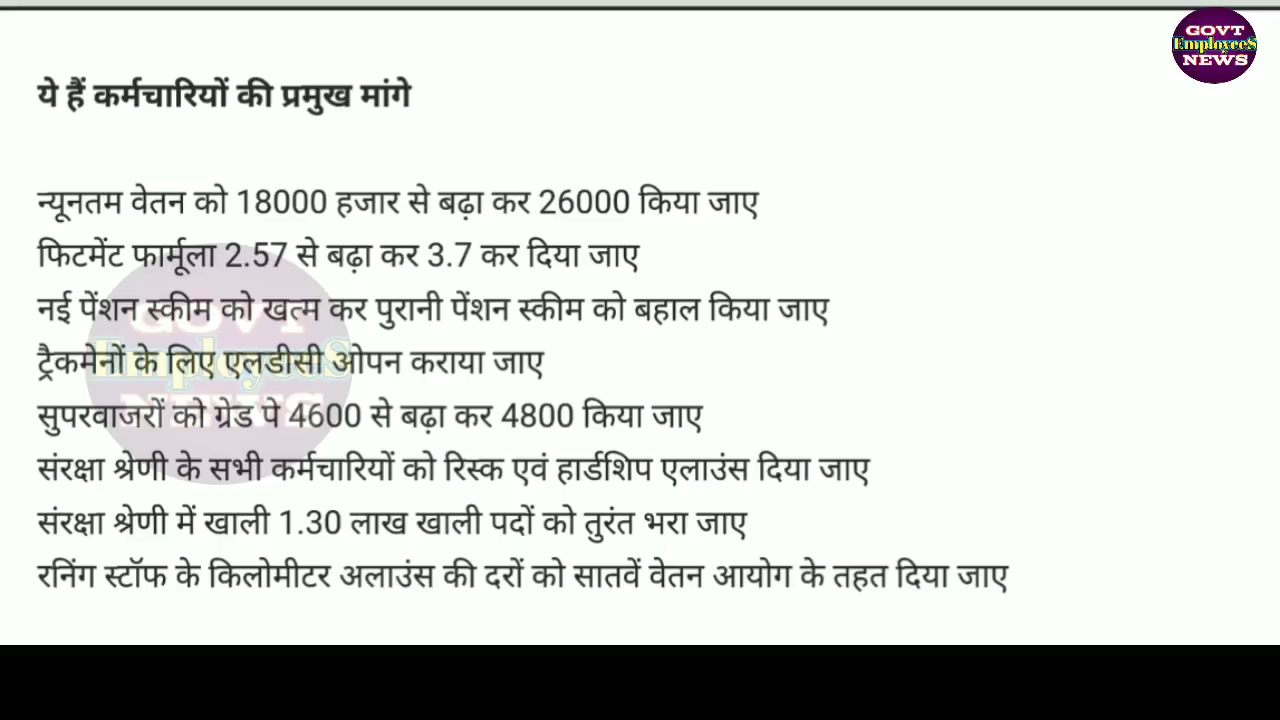 GOVT
EmployeeS
NEWS
ये हैं कर्मचारियों की प्रमुख मांगे
न्यूनतम वेतन को 18000 हजार से बढ़ा कर 26000 किया जाए
फिटमेंट फार्मूला 2.57 से बढ़ा कर 3.7 कर दिया जाए
नई पेंशन स्कीम को खत्म कर पुरानी पेंशन स्कीम को बहाल किया जाए
ट्रैकमेनों के लिए एलडीसी ओपन कराया जाए
सुपरवाजरों को ग्रेड पे 4600 से बढ़ा कर 4800 किया जाए
संरक्षा श्रेणी के सभी कर्मचारियों को रिस्क एवं हार्डशिप एलाउंस दिया जाए
संरक्षा श्रेणी में खाली 1.30 लाख खाली पदों को तुरंत भरा जाए
रनिंग स्टॉफ के किलोमीटर अलाउंस की दरों को सातवें वेतन आयोग के तहत दिया जाए
GOVT
EmployeeS
NEWS